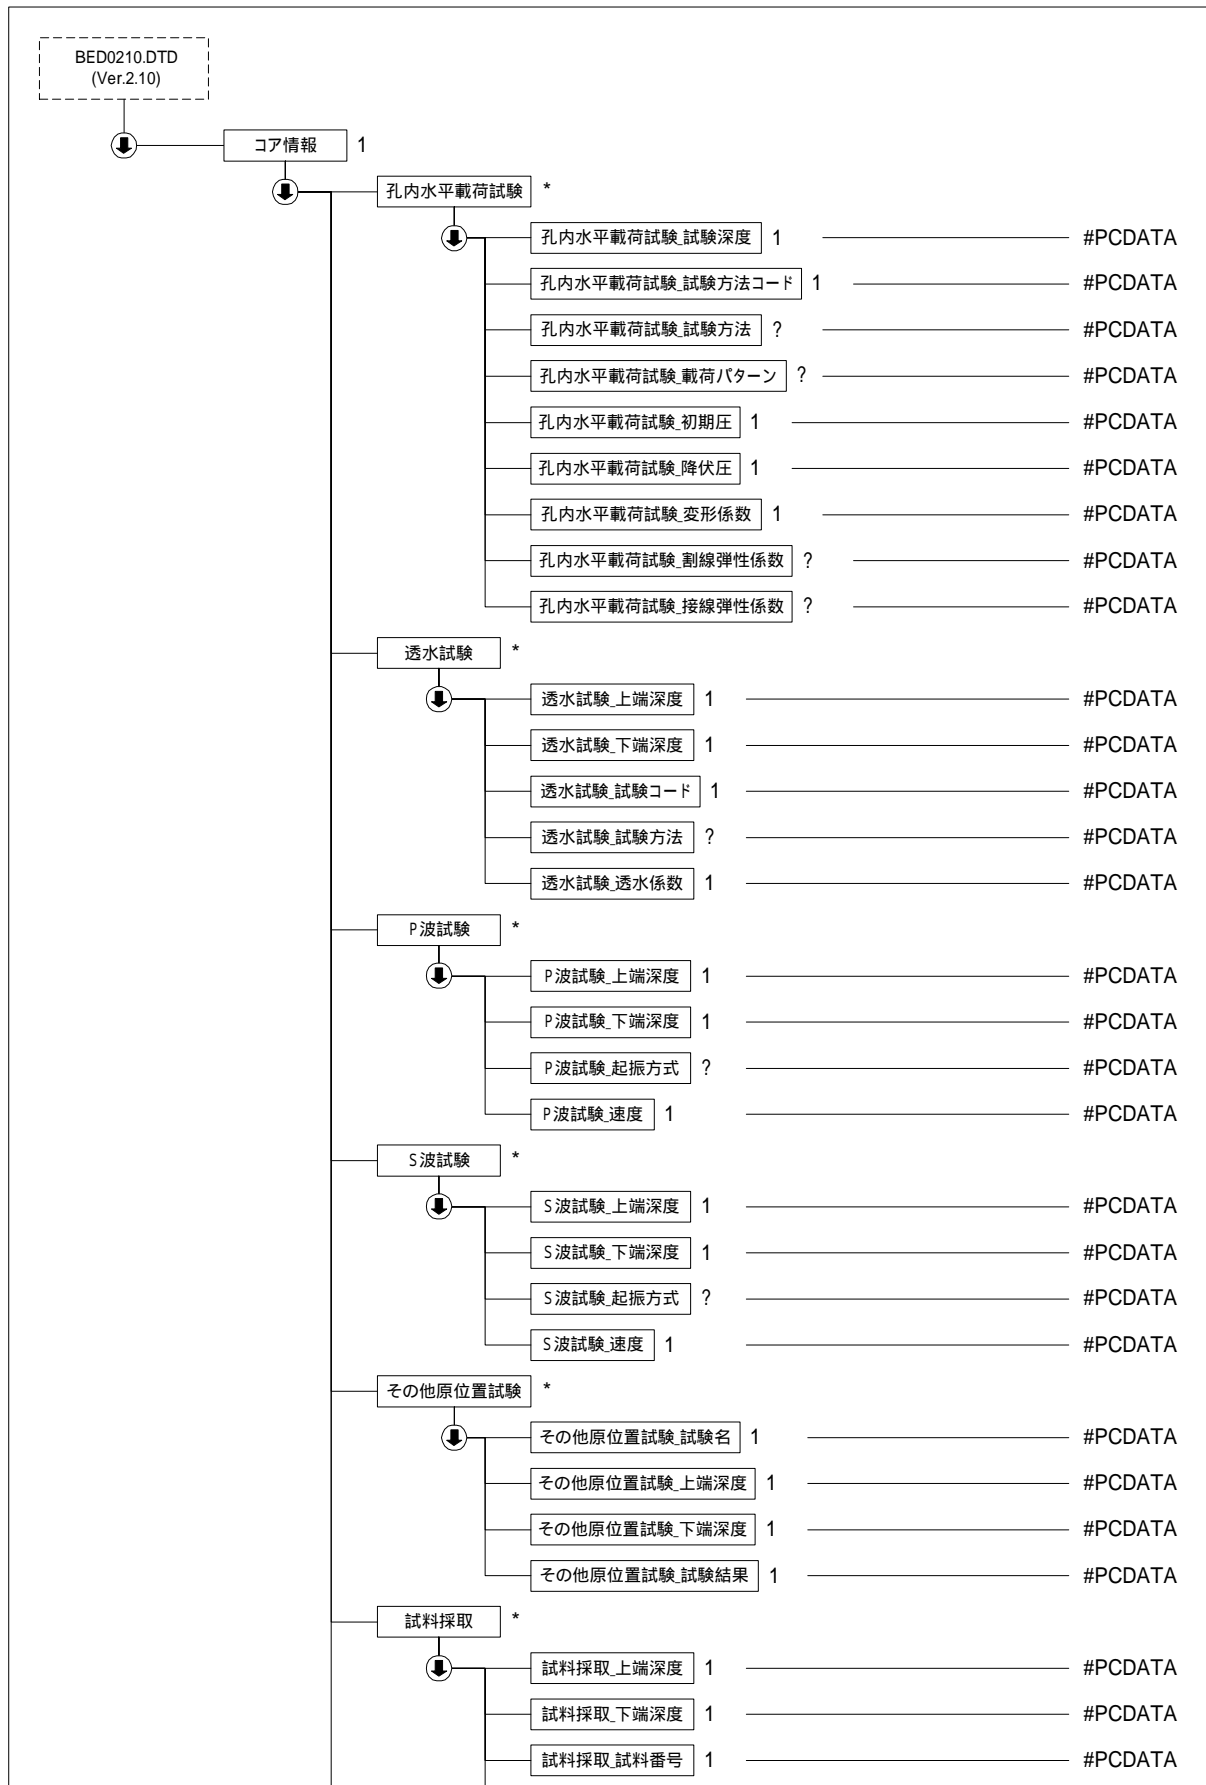 BED0210.DTD
(Ver.2.10)
コア情報 1
孔内水平載荷試験 *
孔内水平載荷試験_試験深度 1 #PCDATA
孔内水平載荷試験_試験方法コード 1 #PCDATA
孔内水平載荷試験_試験方法 ? #PCDATA
孔内水平載荷試験_載荷パターン ? #PCDATA
孔内水平載荷試験_初期圧 1 #PCDATA
孔内水平載荷試験_降伏圧 1 #PCDATA
孔内水平載荷試験_変形係数 1 #PCDATA
孔内水平載荷試験_割線弾性係数 ? #PCDATA
孔内水平載荷試験_接線弾性係数 ? #PCDATA
透水試験 *
透水試験_上端深度 1 #PCDATA
透水試験_下端深度 1 #PCDATA
透水試験_試験コード 1 #PCDATA
透水試験_試験方法 ? #PCDATA
透水試験_透水係数 1 #PCDATA
P波試験 *
P波試験_上端深度 1 #PCDATA
P波試験_下端深度 1 #PCDATA
P波試験_起振方式 ? #PCDATA
P波試験_速度 1 #PCDATA
S波試験 *
S波試験_上端深度 1 #PCDATA
S波試験_下端深度 1 #PCDATA
S波試験_起振方式 ? #PCDATA
S波試験_速度 1 #PCDATA
その他原位置試験 *
その他原位置試験_試験名 1 #PCDATA
その他原位置試験_上端深度 1 #PCDATA
その他原位置試験_下端深度 1 #PCDATA
その他原位置試験_試験結果 1 #PCDATA
試料採取 *
試料採取_上端深度 1 #PCDATA
試料採取_下端深度 1 #PCDATA
試料採取_試料番号 1 #PCDATA